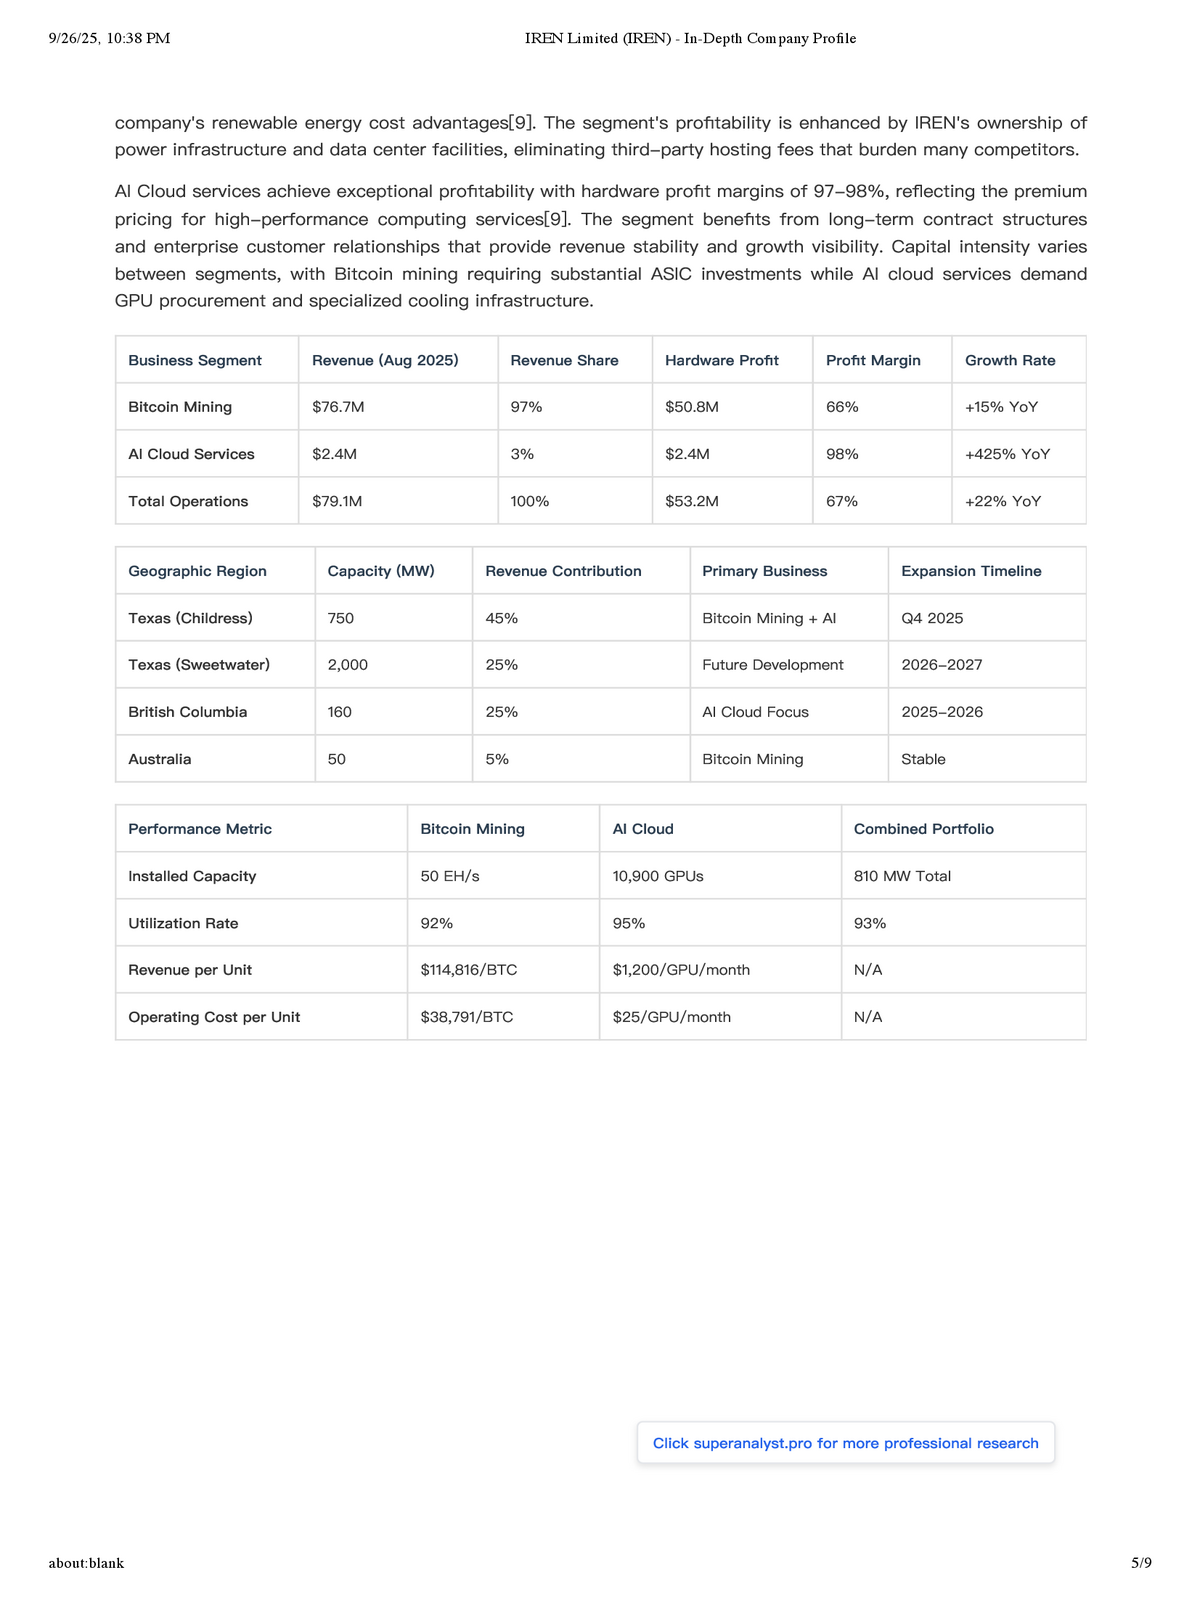 9/26/25, 10:38 PM IREN Limited (IREN) - In-Depth Company Profile
company's renewable energy cost advantages[9]. The segment's profitability is enhanced by IREN's ownership of
power infrastructure and data center facilities, eliminating third-party hosting fees that burden many competitors.
AI Cloud services achieve exceptional profitability with hardware profit margins of 97–98%, reflecting the premium
pricing for high-performance computing services[9]. The segment benefits from long-term contract structures
and enterprise customer relationships that provide revenue stability and growth visibility. Capital intensity varies
between segments, with Bitcoin mining requiring substantial ASIC investments while AI cloud services demand
GPU procurement and specialized cooling infrastructure.
Business Segment Revenue (Aug 2025) Revenue Share Hardware Profit Profit Margin Growth Rate
Bitcoin Mining $76.7M 97% $50.8M 66% +15% YoY
AI Cloud Services $2.4M 3% $2.4M 98% +425% YoY
Total Operations $79.1M 100% $53.2M 67% +22% YoY
Geographic Region Capacity (MW) Revenue Contribution Primary Business Expansion Timeline
Texas (Childress) 750 45% Bitcoin Mining + AI Q4 2025
Texas (Sweetwater) 2,000 25% Future Development 2026–2027
British Columbia 160 25% AI Cloud Focus 2025–2026
Australia 50 5% Bitcoin Mining Stable
Performance Metric Bitcoin Mining AI Cloud Combined Portfolio
Installed Capacity 50 EH/s 10,900 GPUs 810 MW Total
Utilization Rate 92% 95% 93%
Revenue per Unit $114,816/BTC $1,200/GPU/month N/A
Operating Cost per Unit $38,791/BTC $25/GPU/month N/A
Click superanalyst.pro for more professional research
about:blank 5/9